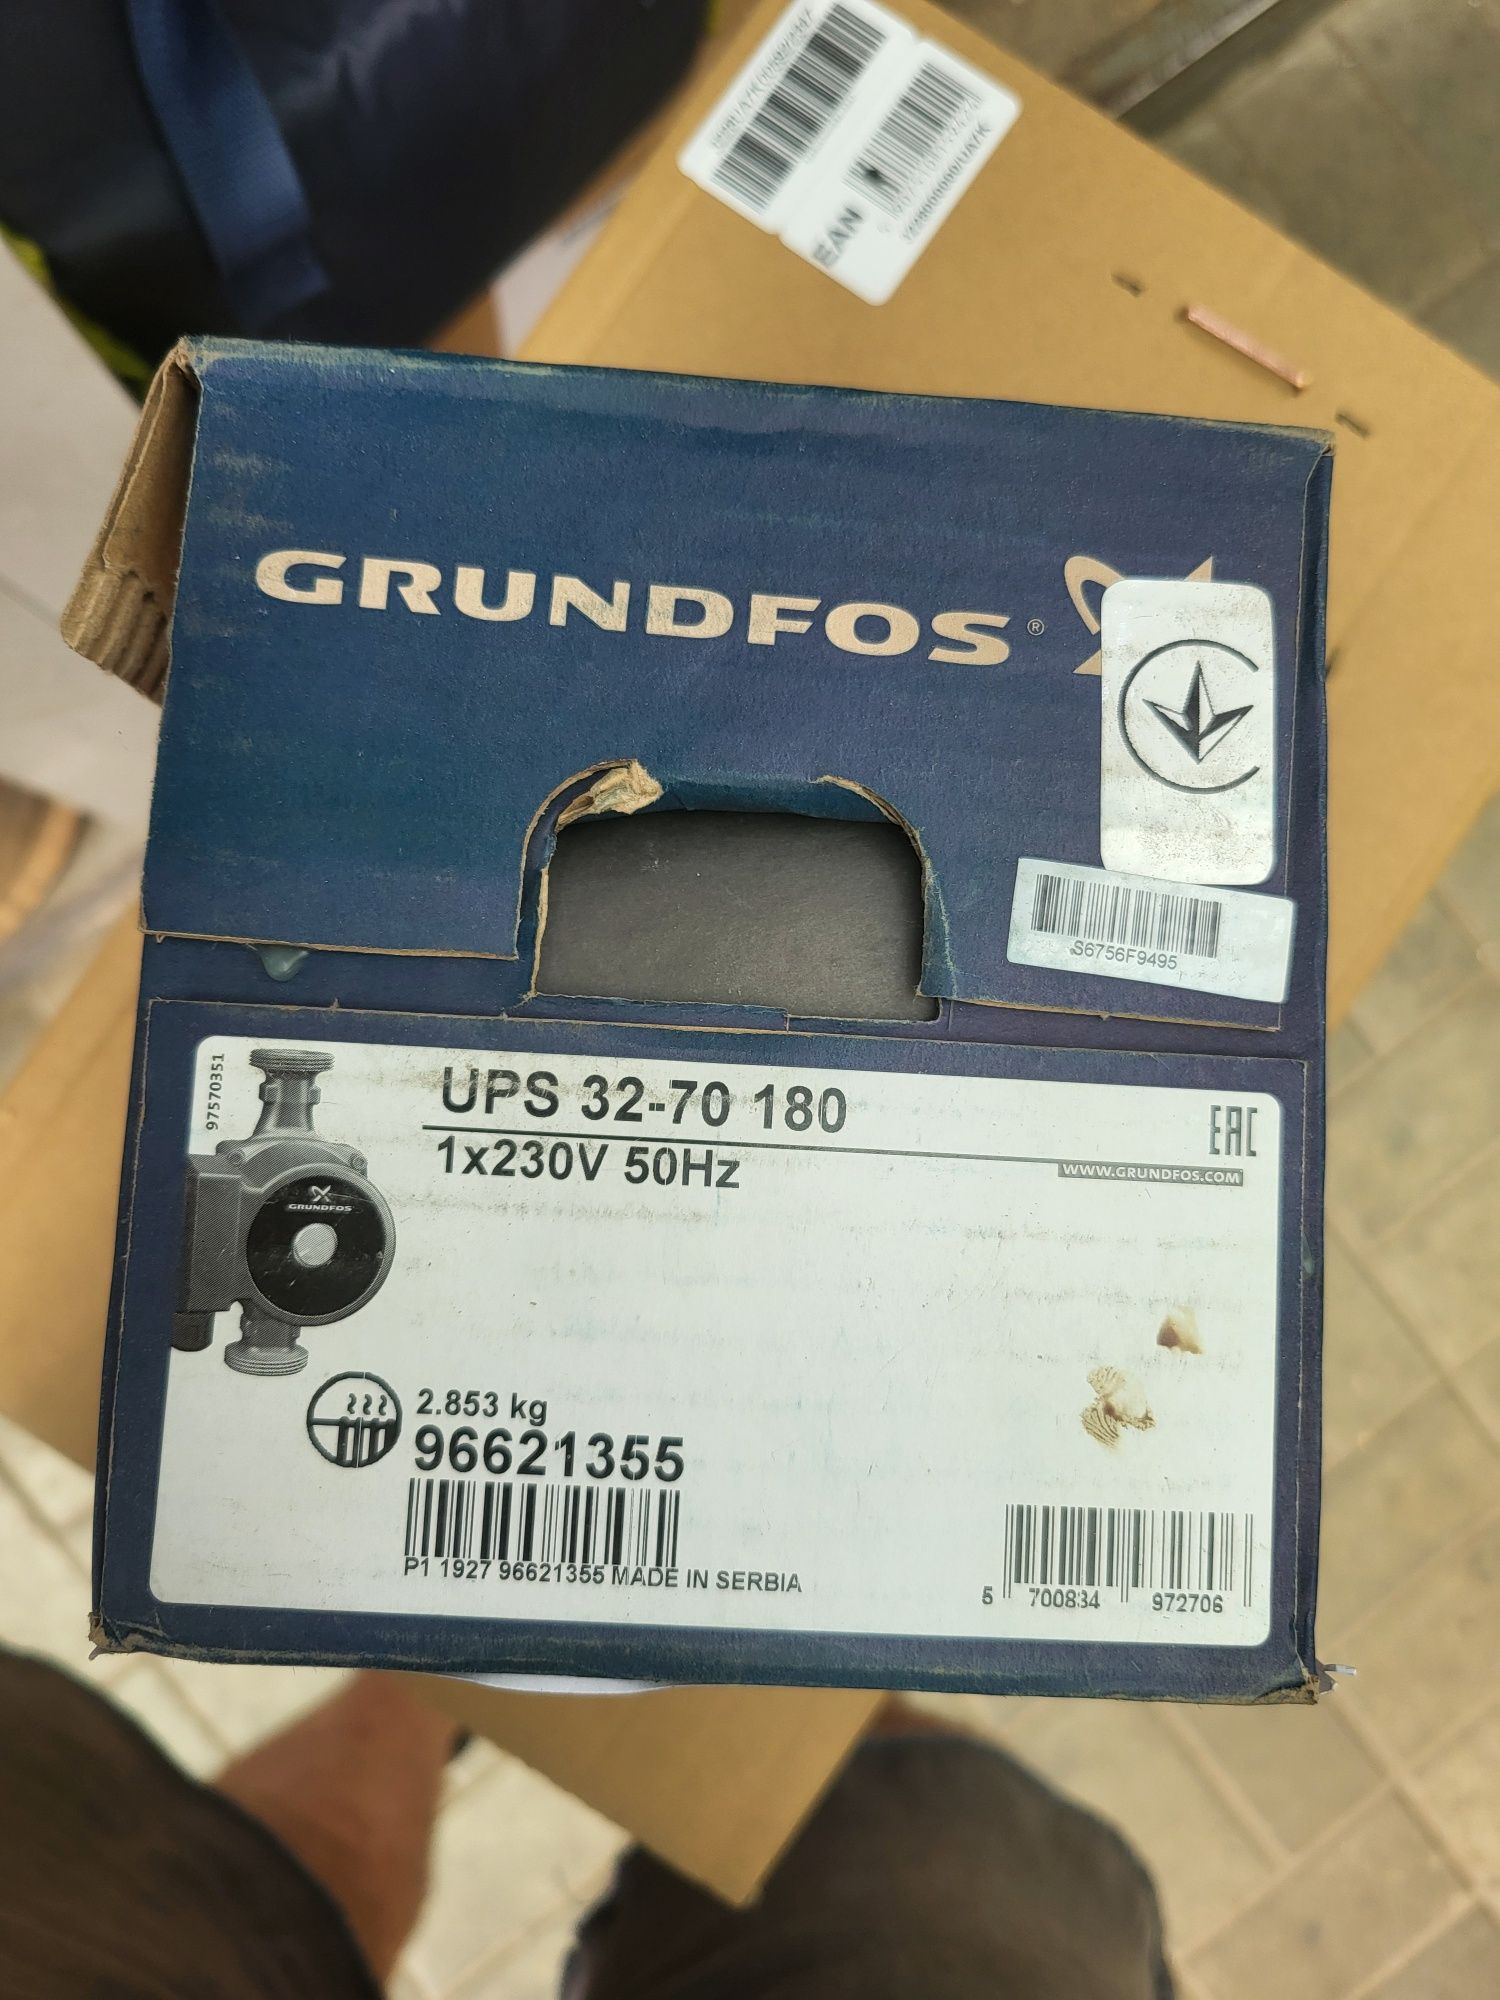 EAN
GRUNDFOS®
S6756F9495
97570351
UPS 32-70 180
1x230V 50Hz
EAC
WWW.GRUNDFOS.COM
GRUNDFOS
2.853 kg
96621355
P1 1927 96621355 MADE IN SERBIA
5 700834 972706